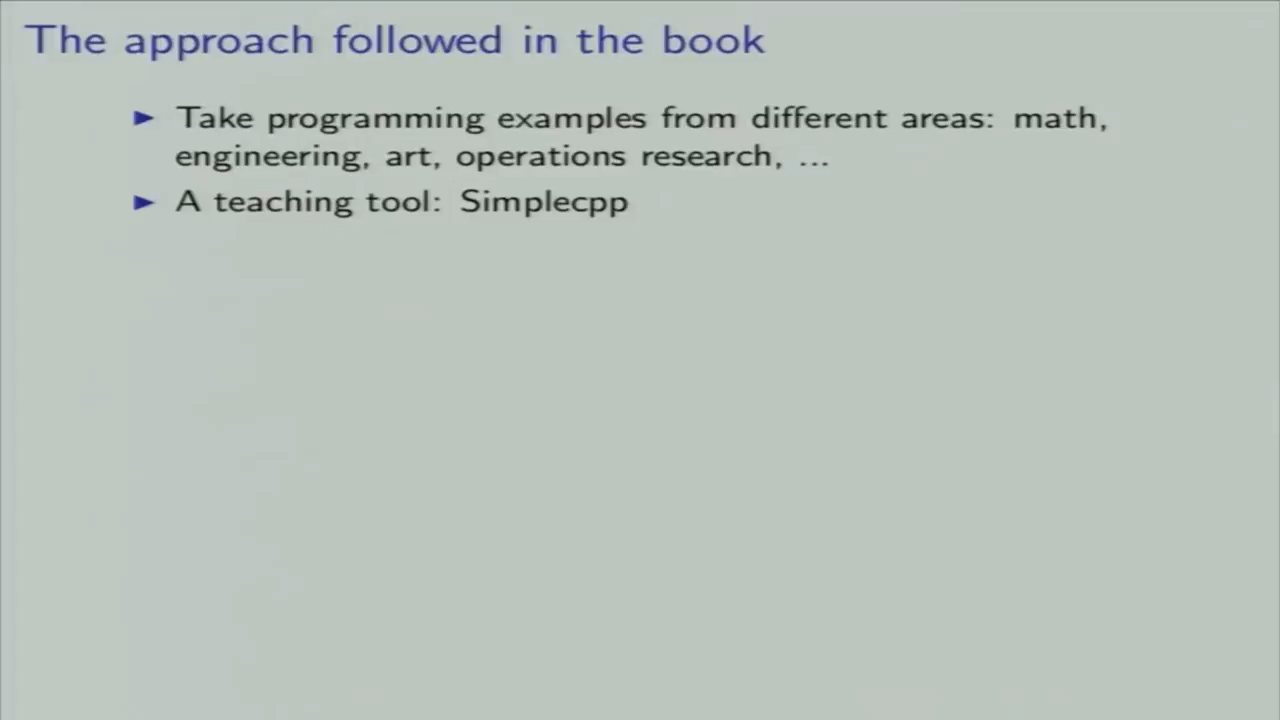 The approach followed in the book
► Take programming examples from different areas: math,
engineering, art, operations research, ...
► A teaching tool: Simplecpp